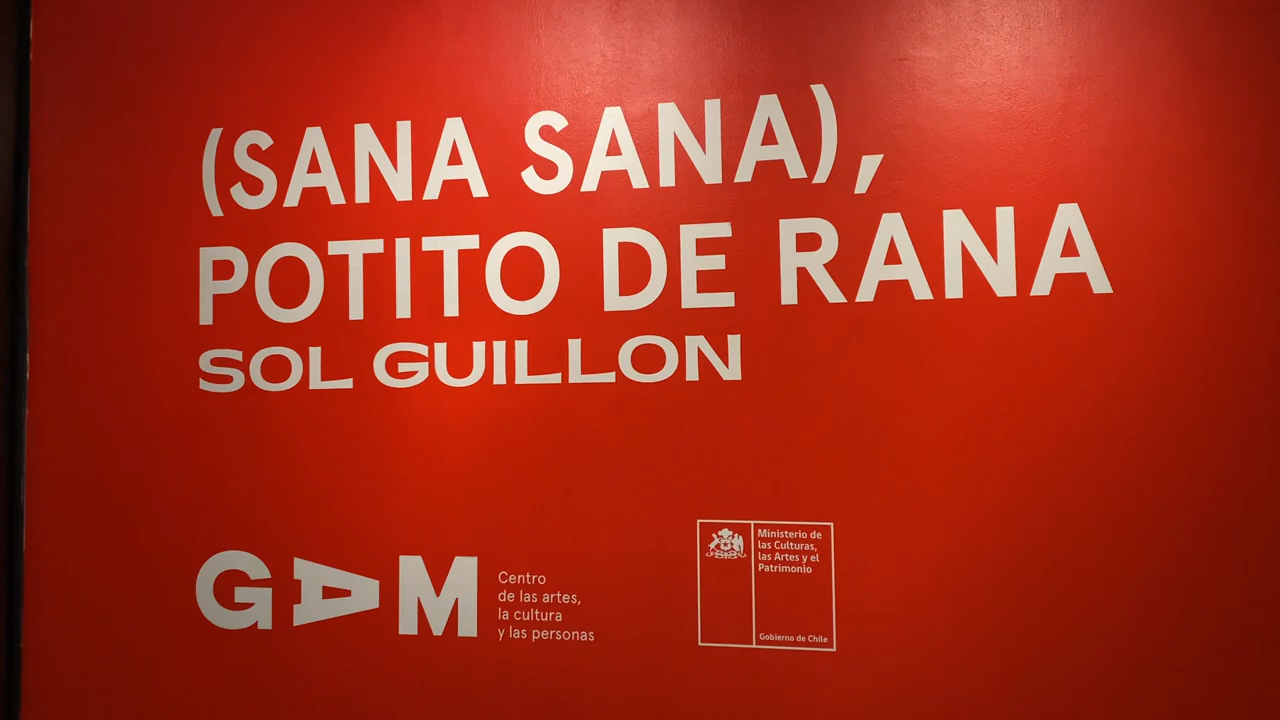 (SANA SANA),
POTITO DE RANA
SOL GUILLON
GAM
Centro
de las artes,
la cultura
y las personas
Ministerio de
las Culturas,
las Artes y el
Patrimonio
Gobierno de Chile